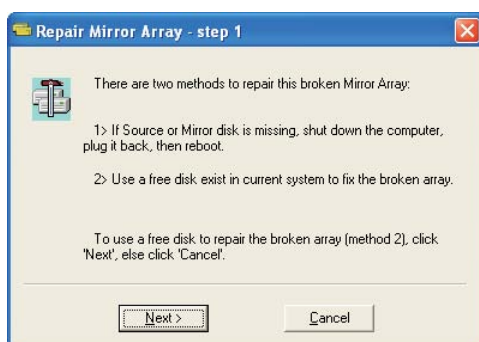 Repair Mirror Array - step 1
There are two methods to repair this broken Mirror Array:
1> If Source or Mirror disk is missing, shut down the computer,
plug it back, then reboot.
2> Use a free disk exist in current system to fix the broken array.
To use a free disk to repair the broken array (method 2), click
'Next', else click 'Cancel'.
Next >
Cancel